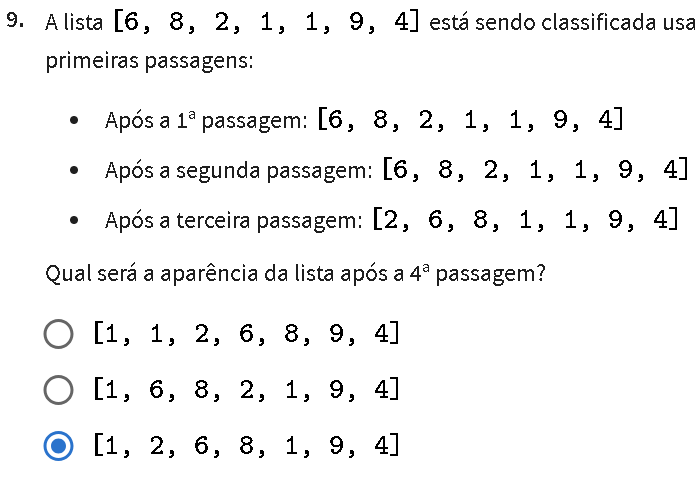 9. A lista [6, 8, 2, 1, 1, 9, 4] está sendo classificada usa
primeiras passagens:
• Após a 1ª passagem: [6, 8, 2, 1, 1, 9, 4]
• Após a segunda passagem: [6, 8, 2, 1, 1, 9, 4]
• Após a terceira passagem: [2, 6, 8, 1, 1, 9, 4]
Qual será a aparência da lista após a 4ª passagem?
[1, 1, 2, 6, 8, 9, 4]
[1, 6, 8, 2, 1, 9, 4]
[1, 2, 6, 8, 1, 9, 4]